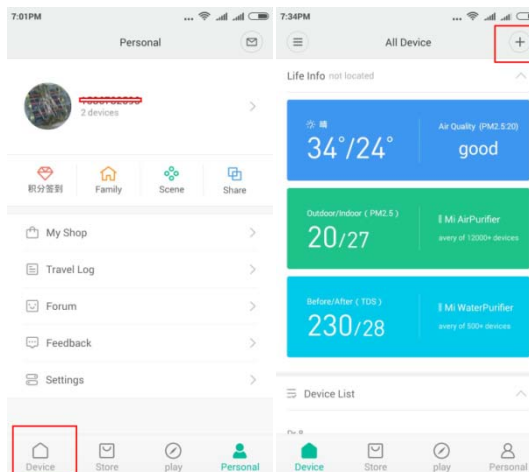 7:01PM
Personal
2 devices
积分签到
Family
Scene
Share
My Shop
Travel Log
Forum
Feedback
Settings
Device
Store
play
Personal
7:34PM
All Device
Life Info not located
晴
34°/24°
Air Quality (PM2.5:20)
good
Outdoor/Indoor ( PM2.5 )
20/27
Mi AirPurifier
avery of 12000+ devices
Before/After ( TDS )
230/28
Mi WaterPurifier
avery of 500+ devices
Device List
Device
Store
play
Personal